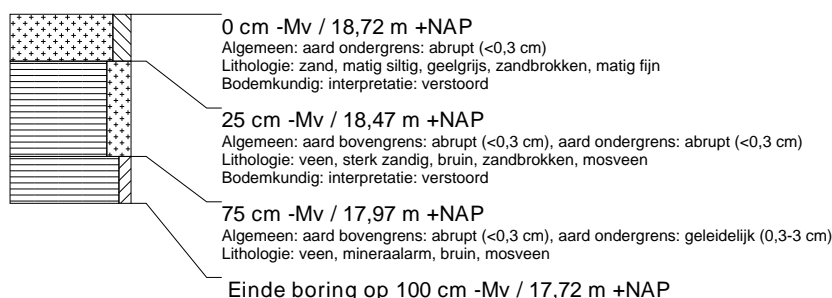 0 cm -Mv / 18,72 m +NAP
Algemeen: aard ondergrens: abrupt (<0,3 cm)
Lithologie: zand, matig siltig, geelgrijs, zandbrokken, matig fijn
Bodemkundig: interpretatie: verstoord
25 cm -Mv / 18,47 m +NAP
Algemeen: aard bovengrens: abrupt (<0,3 cm), aard ondergrens: abrupt (<0,3 cm)
Lithologie: veen, sterk zandig, bruin, zandbrokken, mosveen
Bodemkundig: interpretatie: verstoord
75 cm -Mv / 17,97 m +NAP
Algemeen: aard bovengrens: abrupt (<0,3 cm), aard ondergrens: geleidelijk (0,3-3 cm)
Lithologie: veen, mineraalarm, bruin, mosveen
Einde boring op 100 cm -Mv / 17,72 m +NAP